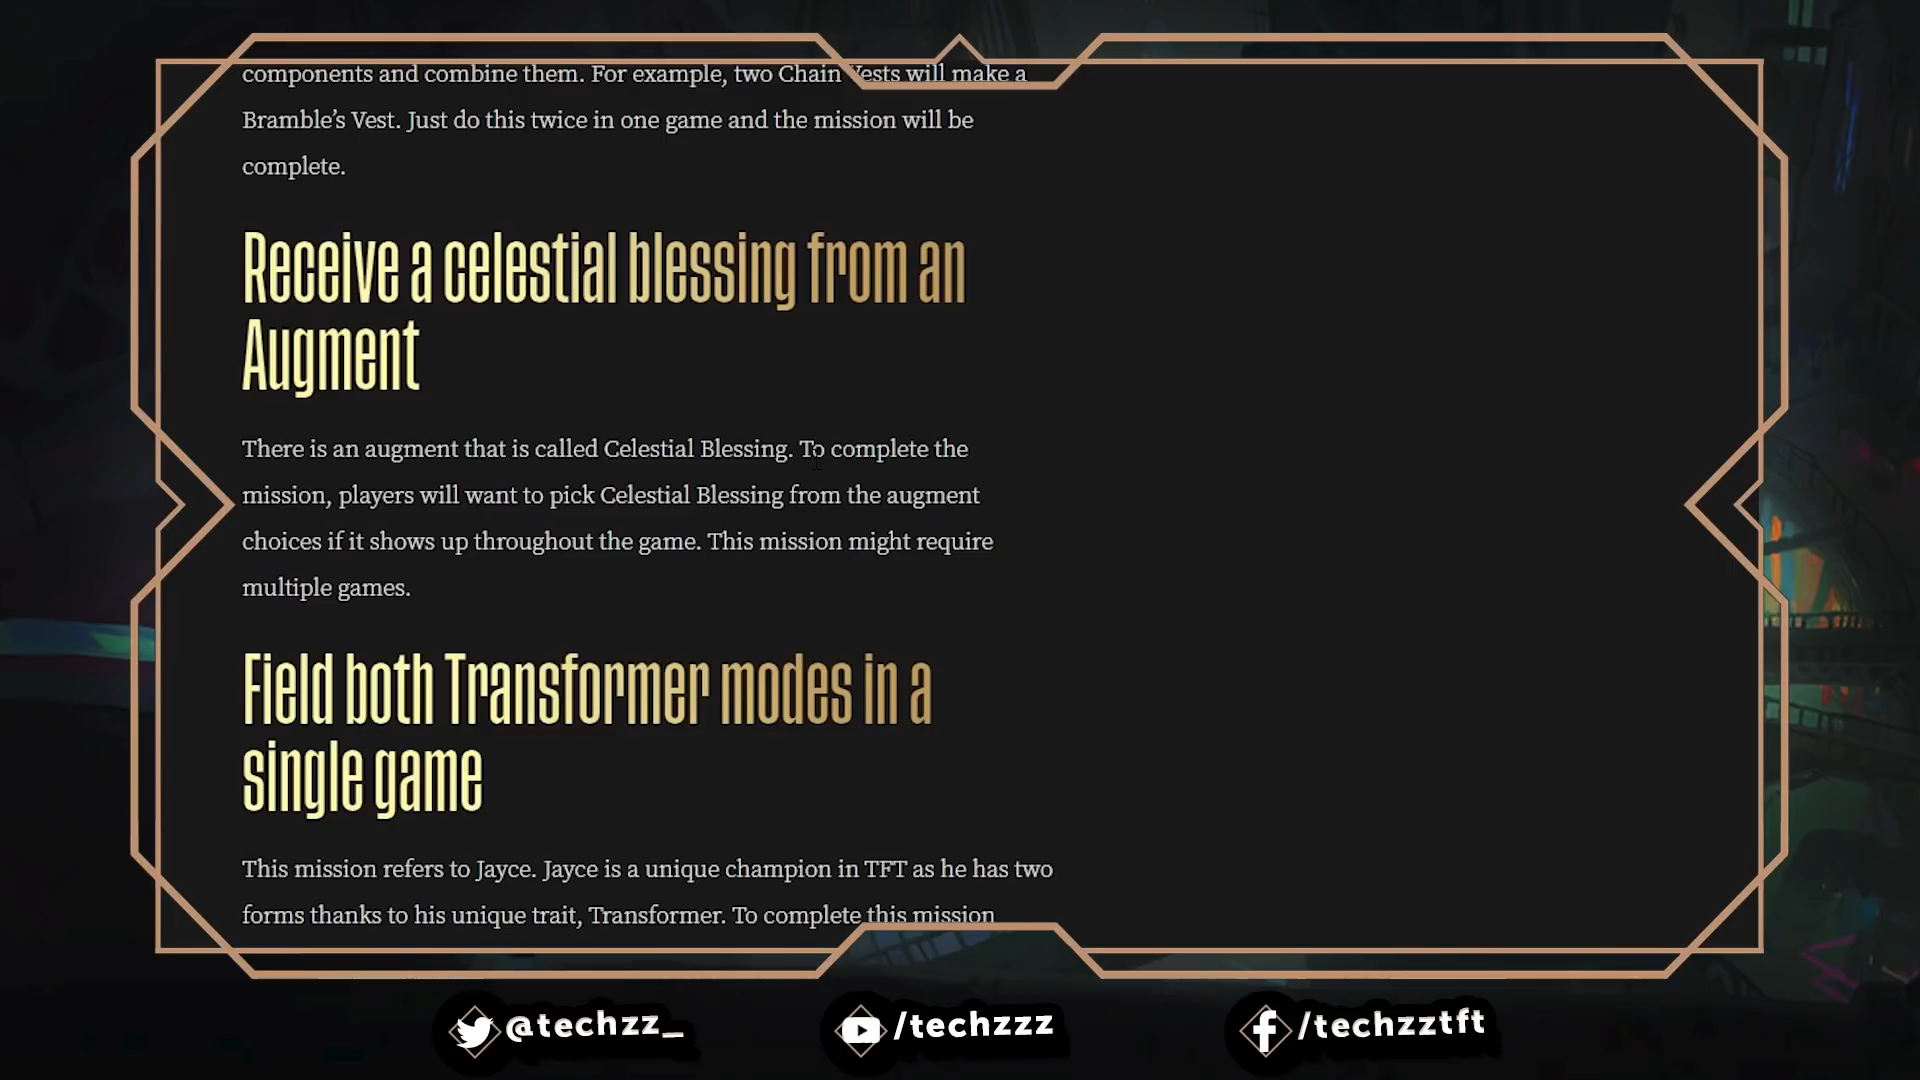 components and combine them. For example, two Chain Vests will make a
Bramble’s Vest. Just do this twice in one game and the mission will be
complete.
Receive a celestial blessing from an
Augment
There is an augment that is called Celestial Blessing. To complete the
mission, players will want to pick Celestial Blessing from the augment
choices if it shows up throughout the game. This mission might require
multiple games.
Field both Transformer modes in a
single game
This mission refers to Jayce. Jayce is a unique champion in TFT as he has two
forms thanks to his unique trait, Transformer. To complete this mission
@techzz_
/techzzz
/techzztft